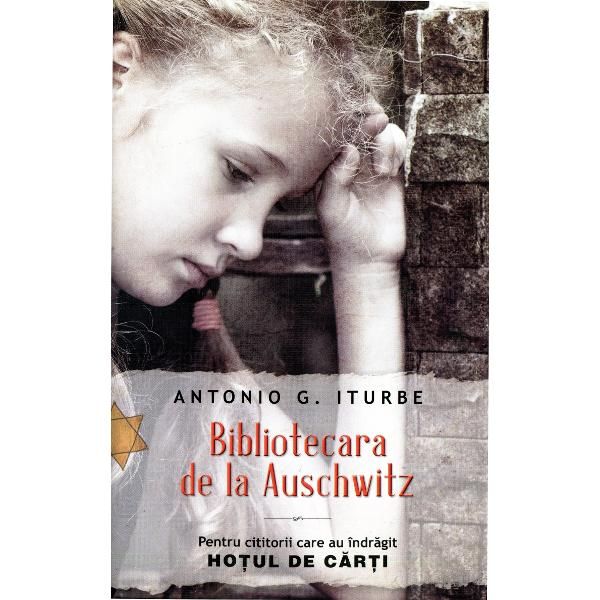 ANTONIO G. ITURBE
Bibliotecara
de la Auschwitz
Pentru cititorii care au îndrăgit
HOȚUL DE CĂRȚI